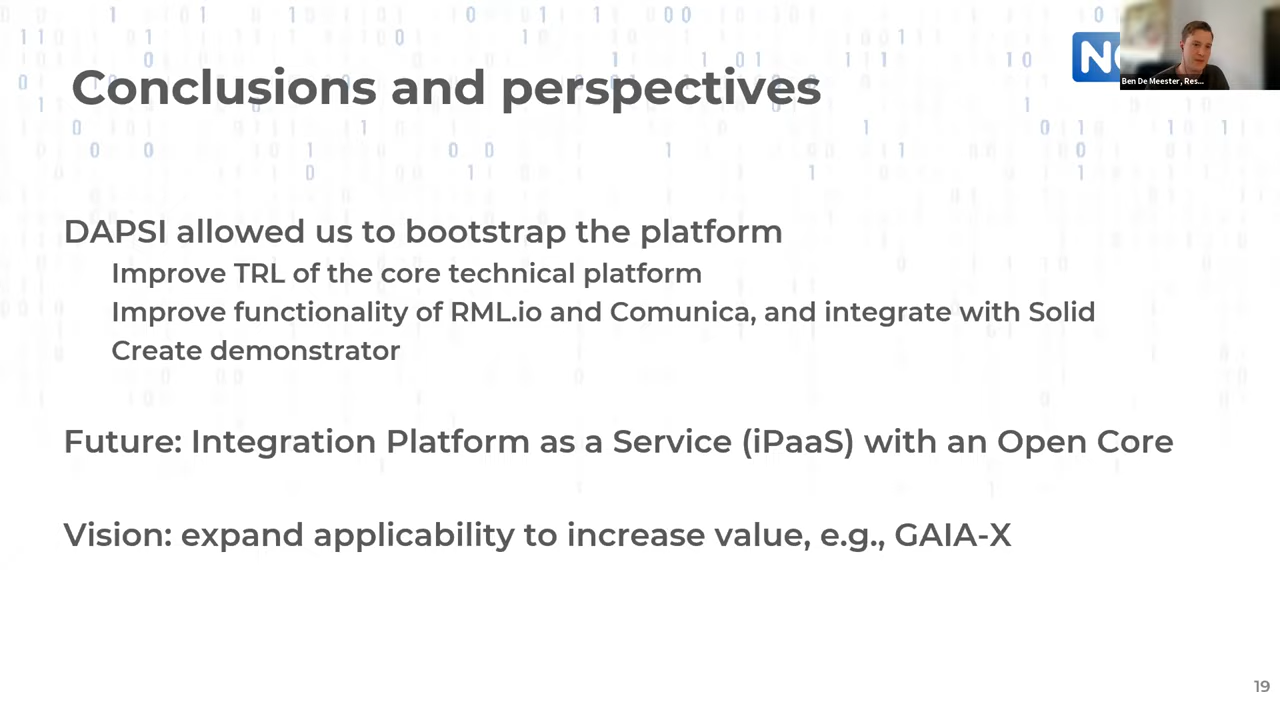 Conclusions and perspectives
Ben De Meester, Res...
DAPSI allowed us to bootstrap the platform
Improve TRL of the core technical platform
Improve functionality of RML.io and Comunica, and integrate with Solid
Create demonstrator
Future: Integration Platform as a Service (iPaaS) with an Open Core
Vision: expand applicability to increase value, e.g., GAIA-X
19